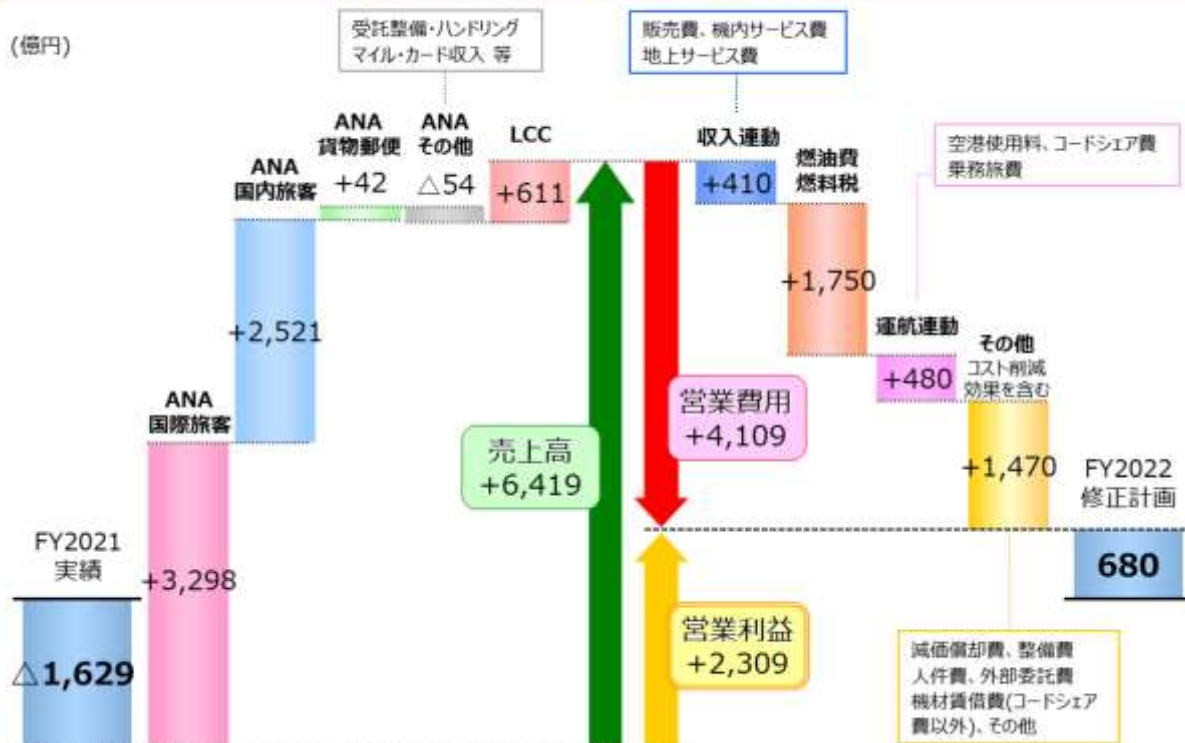 (億円)
受託整備・ハンドリング
マイル・カード収入 等
販売費、機内サービス費
地上サービス費
空港使用料、コードシェア費
乗務旅費
ANA
国際旅客
+3,298
ANA
国内旅客
+2,521
ANA
貨物郵便
+42
ANA
その他
△54
LCC
+611
売上高
+6,419
営業費用
+4,109
営業利益
+2,309
収入連動
+410
燃油費
燃料税
+1,750
運航連動
+480
その他
コスト削減
効果を含む
+1,470
FY2021
実績
△1,629
FY2022
修正計画
680
減価償却費、整備費
人件費、外部委託費
機材賃借費(コードシェア
費以外)、その他